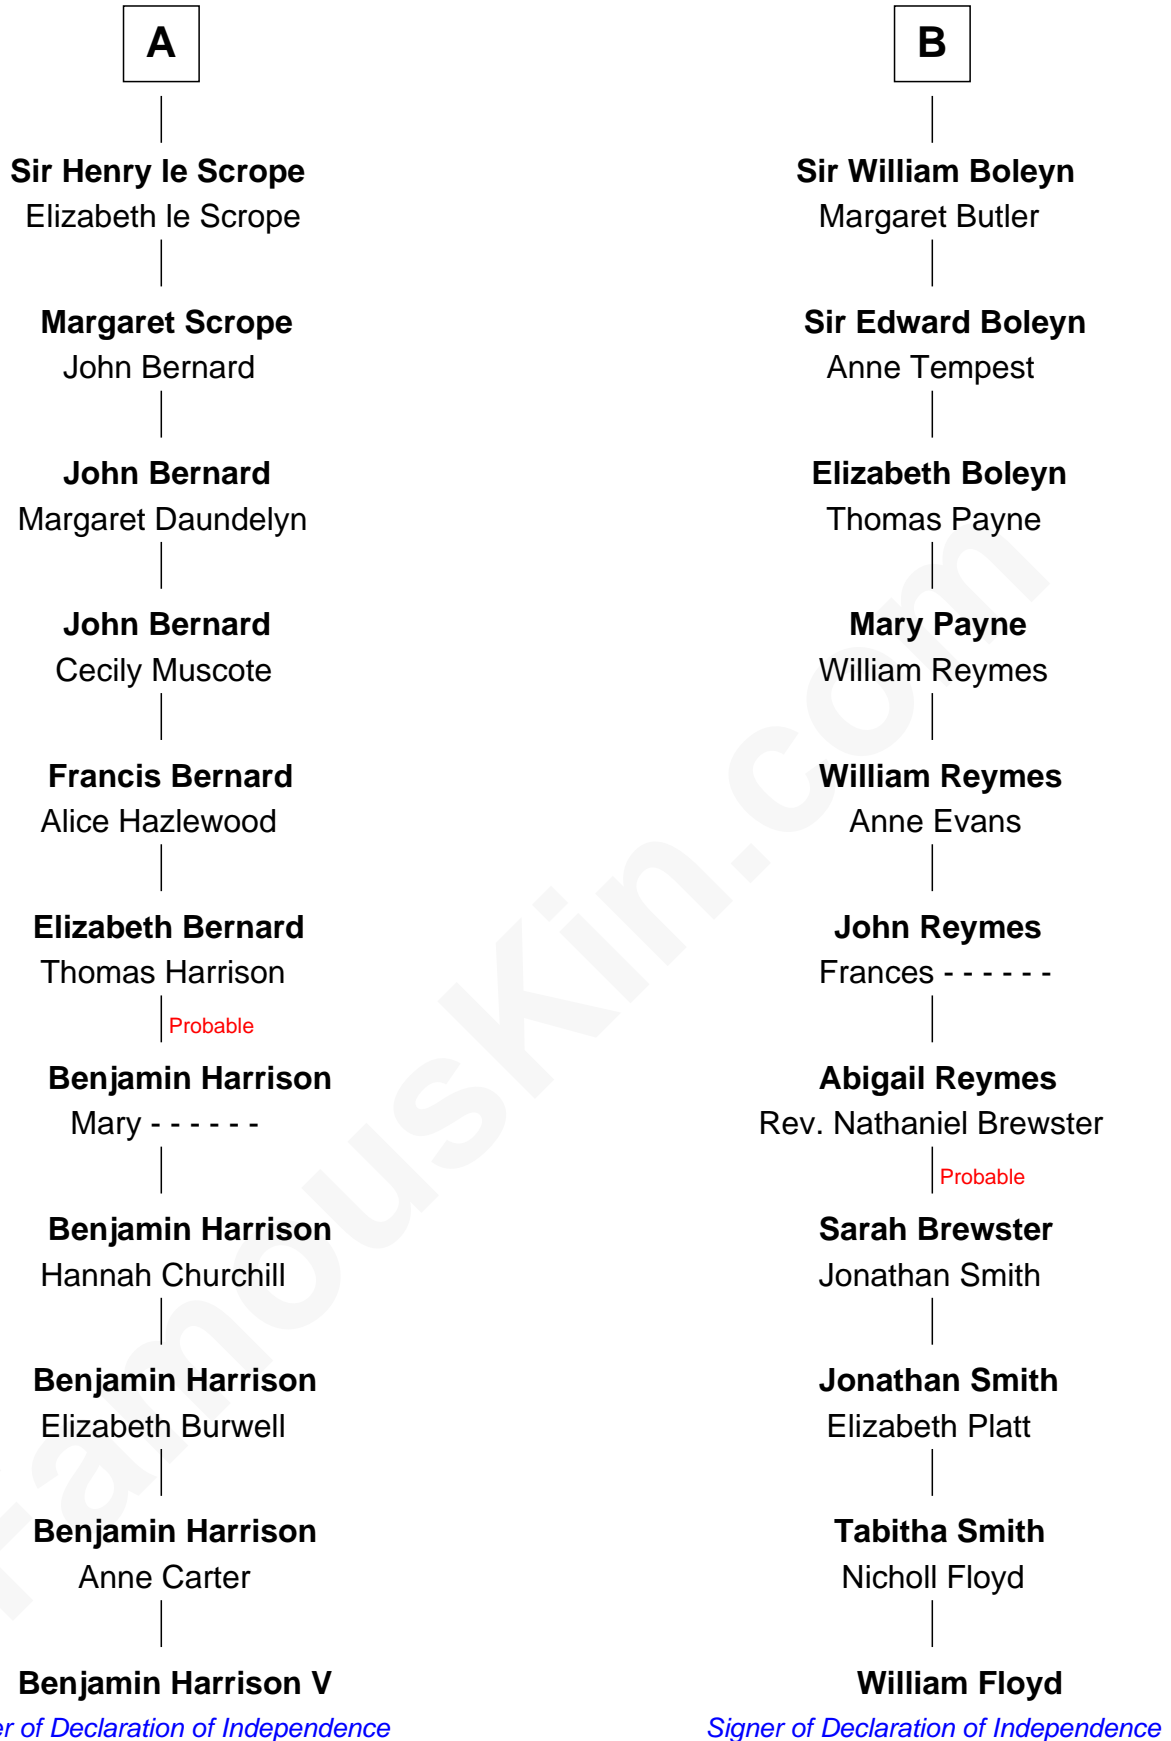 A
Sir Henry le Scrope
Elizabeth le Scrope
Margaret Scrope
John Bernard
John Bernard
Margaret Daundelyn
John Bernard
Cecily Muscote
Francis Bernard
Alice Hazlewood
Elizabeth Bernard
Thomas Harrison
Probable
Benjamin Harrison
Mary - - - - - -
Benjamin Harrison
Hannah Churchill
Benjamin Harrison
Elizabeth Burwell
Benjamin Harrison
Anne Carter
Benjamin Harrison V
er of Declaration of Independence
B
Sir William Boleyn
Margaret Butler
Sir Edward Boleyn
Anne Tempest
Elizabeth Boleyn
Thomas Payne
Mary Payne
William Reymes
William Reymes
Anne Evans
John Reymes
Frances - - - - - -
Abigail Reymes
Rev. Nathaniel Brewster
Probable
Sarah Brewster
Jonathan Smith
Jonathan Smith
Elizabeth Platt
Tabitha Smith
Nicholl Floyd
William Floyd
Signer of Declaration of Independence
FamousKin.com